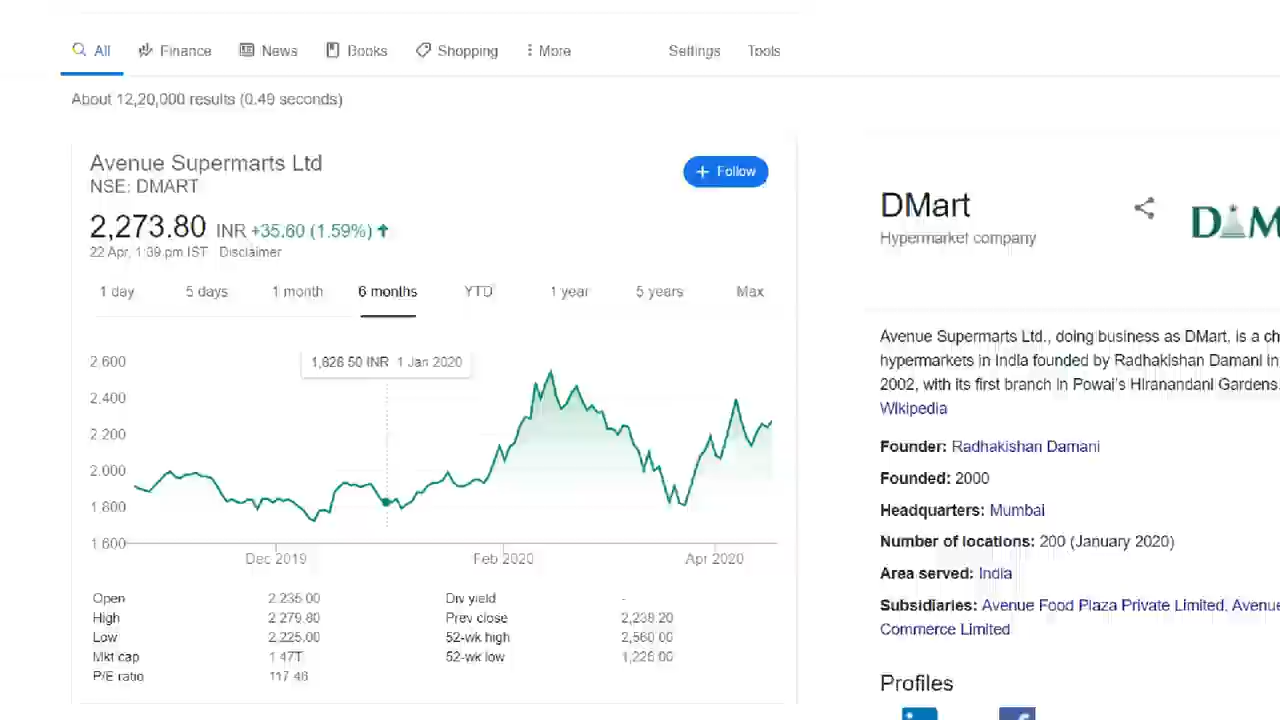 All Finance News Books Shopping More Settings Tools
About 12,20,000 results (0.49 seconds)
Avenue Supermarts Ltd
NSE: DMART
+ Follow
2,273.80 INR +35.60 (1.59%)
22 Apr, 1:39 pm IST Disclaimer
1 day 5 days 1 month 6 months YTD 1 year 5 years Max
1,826.50 INR 1 Jan 2020
2,600
2,400
2,200
2,000
1,800
1,600
Dec 2019 Feb 2020 Apr 2020
Open 2,235.00 Div yield -
High 2,279.80 Prev close 2,238.20
Low 2,225.00 52-wk high 2,560.00
Mkt cap 1.47T 52-wk low
P/E ratio 117.48
DMart
Hypermarket company
Avenue Supermarts Ltd., doing business as DMart, is a
hypermarkets in India founded by Radhakishan Damani in
2002, with its first branch in Powai's Hiranandani Gardens.
Wikipedia
Founder: Radhakishan Damani
Founded: 2000
Headquarters: Mumbai
Number of locations: 200 (January 2020)
Area served: India
Subsidiaries: Avenue Food Plaza Private Limited, Avenue
Commerce Limited
Profiles